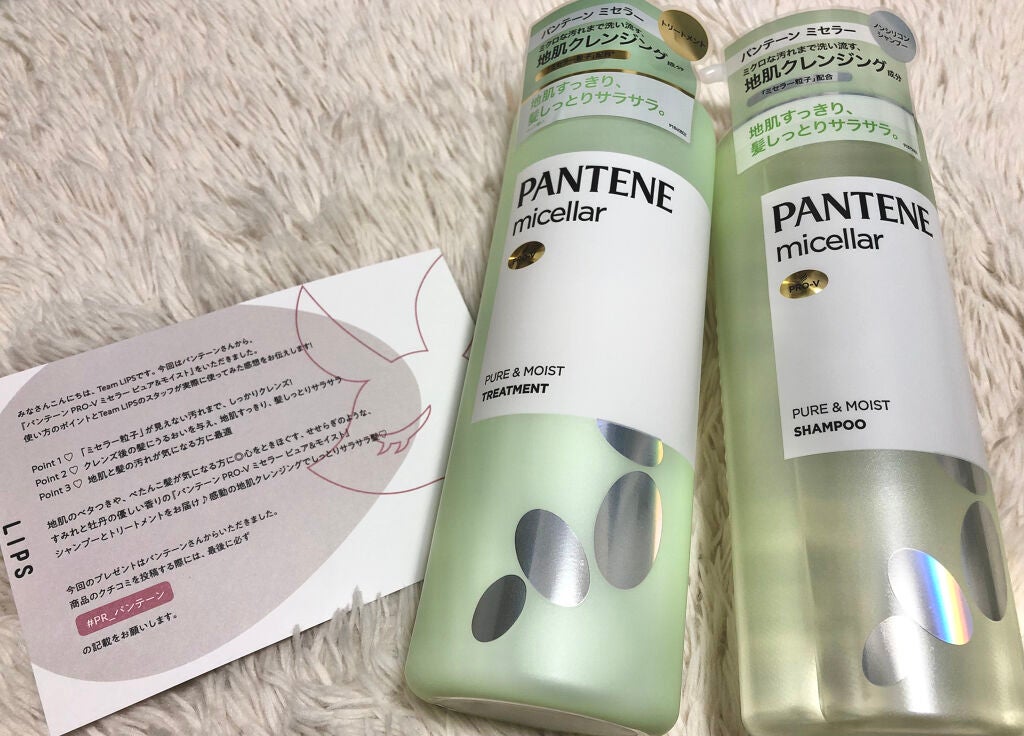 みなさんこんにちは、Team LIPSです。今回はパンテーンさんから、
「パンテーン PRO-V ミセラー ピュア&モイスト」をいただきました。
使い方のポイントとTeam LIPSのスタッフが実際に使ってみた感想をお伝えします!
Point 1 ♡ 「ミセラー粒子」が見えない汚れまで、しっかりクレンズ!
Point 2 ♡ クレンズ後の髪にうるおいを与え、地肌すっきり、髪しっとりサラサラ
Point 3 ♡ 地肌と髪の汚れが気になる方に最適
地肌のベタつきや、ぺたんこ髪が気になる方に◎心をときほぐす、せせらぎのような、
すみれと牡丹の優しい香りの「パンテーン PRO-V ミセラー ピュア&モイスト」
シャンプーとトリートメントをお届け♪感動の地肌クレンジングでしっとりサラサラ髪♡
今回のプレゼントはパンテーンさんからいただきました。
商品のクチコミを投稿する際には、最後に必ず
#PR_パンテーン
の記載をお願いします。
LIPS
パンテーン ミセラー
トリートメント
ミクロな汚れまで洗い流す、
地肌クレンジング成分
地肌すっきり、
髪しっとりサラサラ。
PANTENE
micellar
PURE & MOIST
TREATMENT
パンテーン ミセラー
ノンシリコン
シャンプー
ミクロな汚れまで洗い流す、
地肌クレンジング成分
「ミセラー粒子」配合
地肌すっきり、
髪しっとりサラサラ。
PANTENE
micellar
PRO-V
PURE & MOIST
SHAMPOO